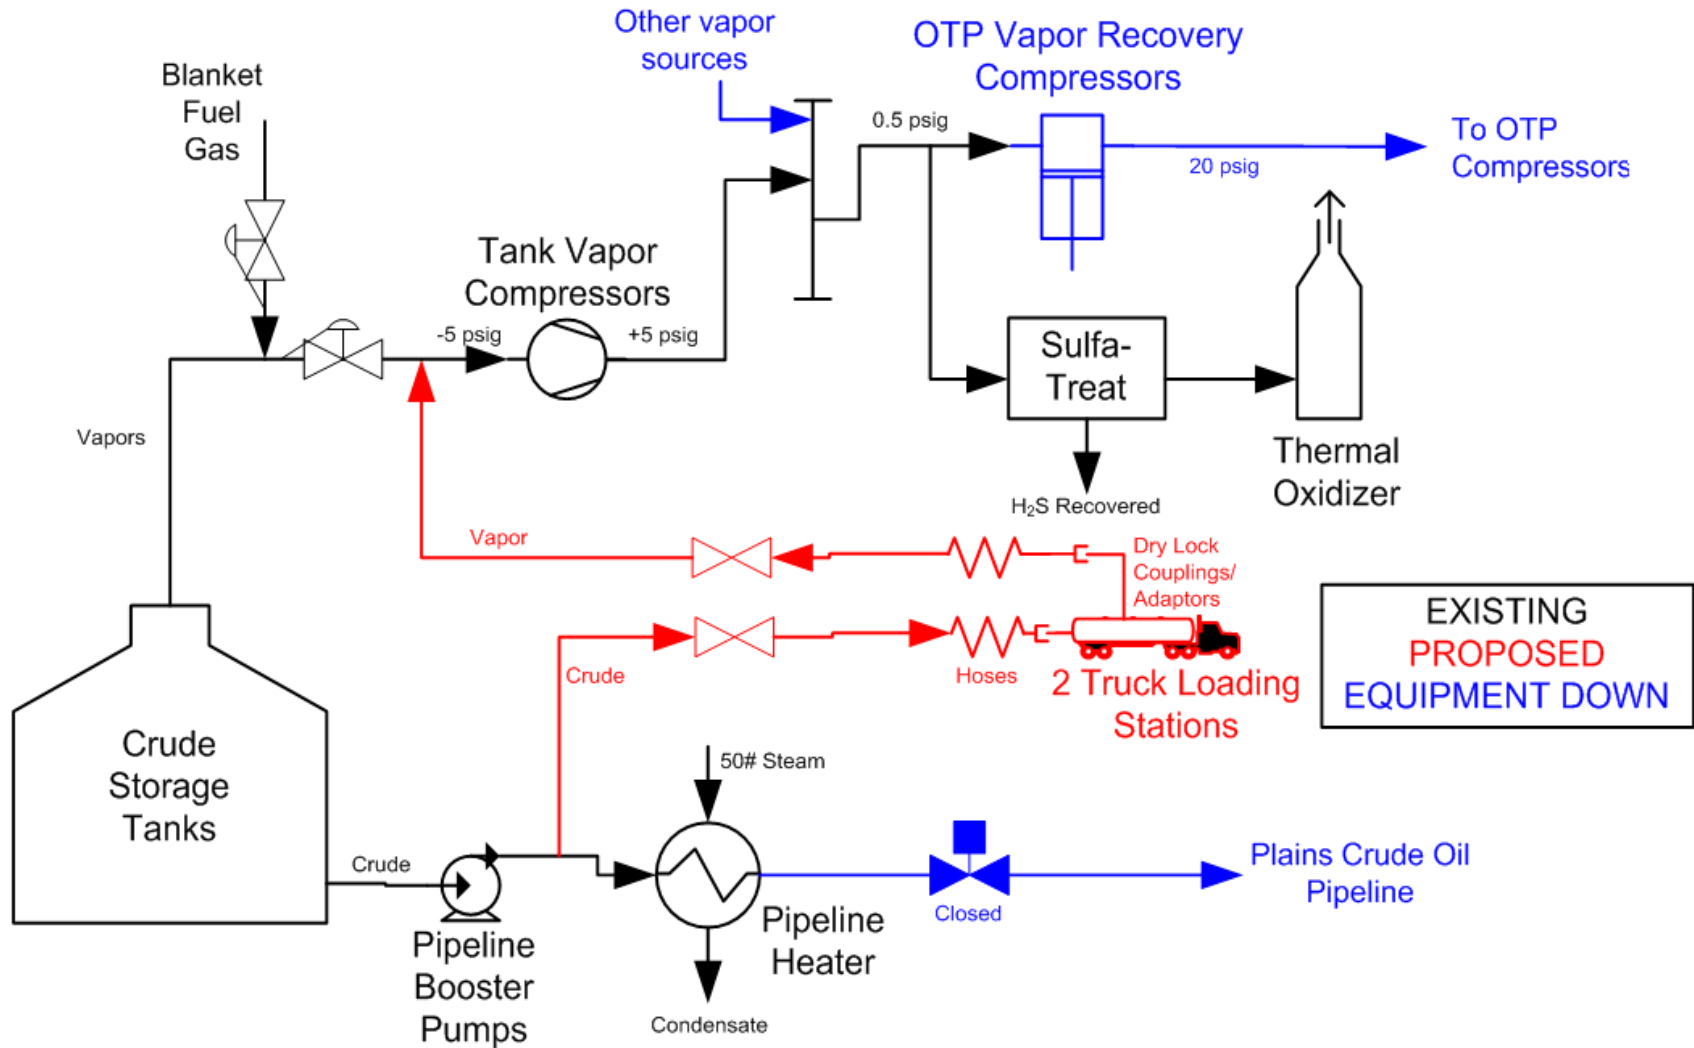 Other vapor
sources
OTP Vapor Recovery
Compressors
Blanket
Fuel
Gas
0.5 psig
To OTP
Compressors
20 psig
Tank Vapor
Compressors
-5 psig
+5 psig
Sulfa-
Treat
Vapors
Thermal
Oxidizer
H₂S Recovered
Vapor
Dry Lock
Couplings/
Adaptors
EXISTING
PROPOSED
EQUIPMENT DOWN
Crude
Hoses
2 Truck Loading
Stations
Crude
Storage
Tanks
50# Steam
Crude
Plains Crude Oil
Pipeline
Closed
Pipeline
Heater
Pipeline
Booster
Pumps
Condensate